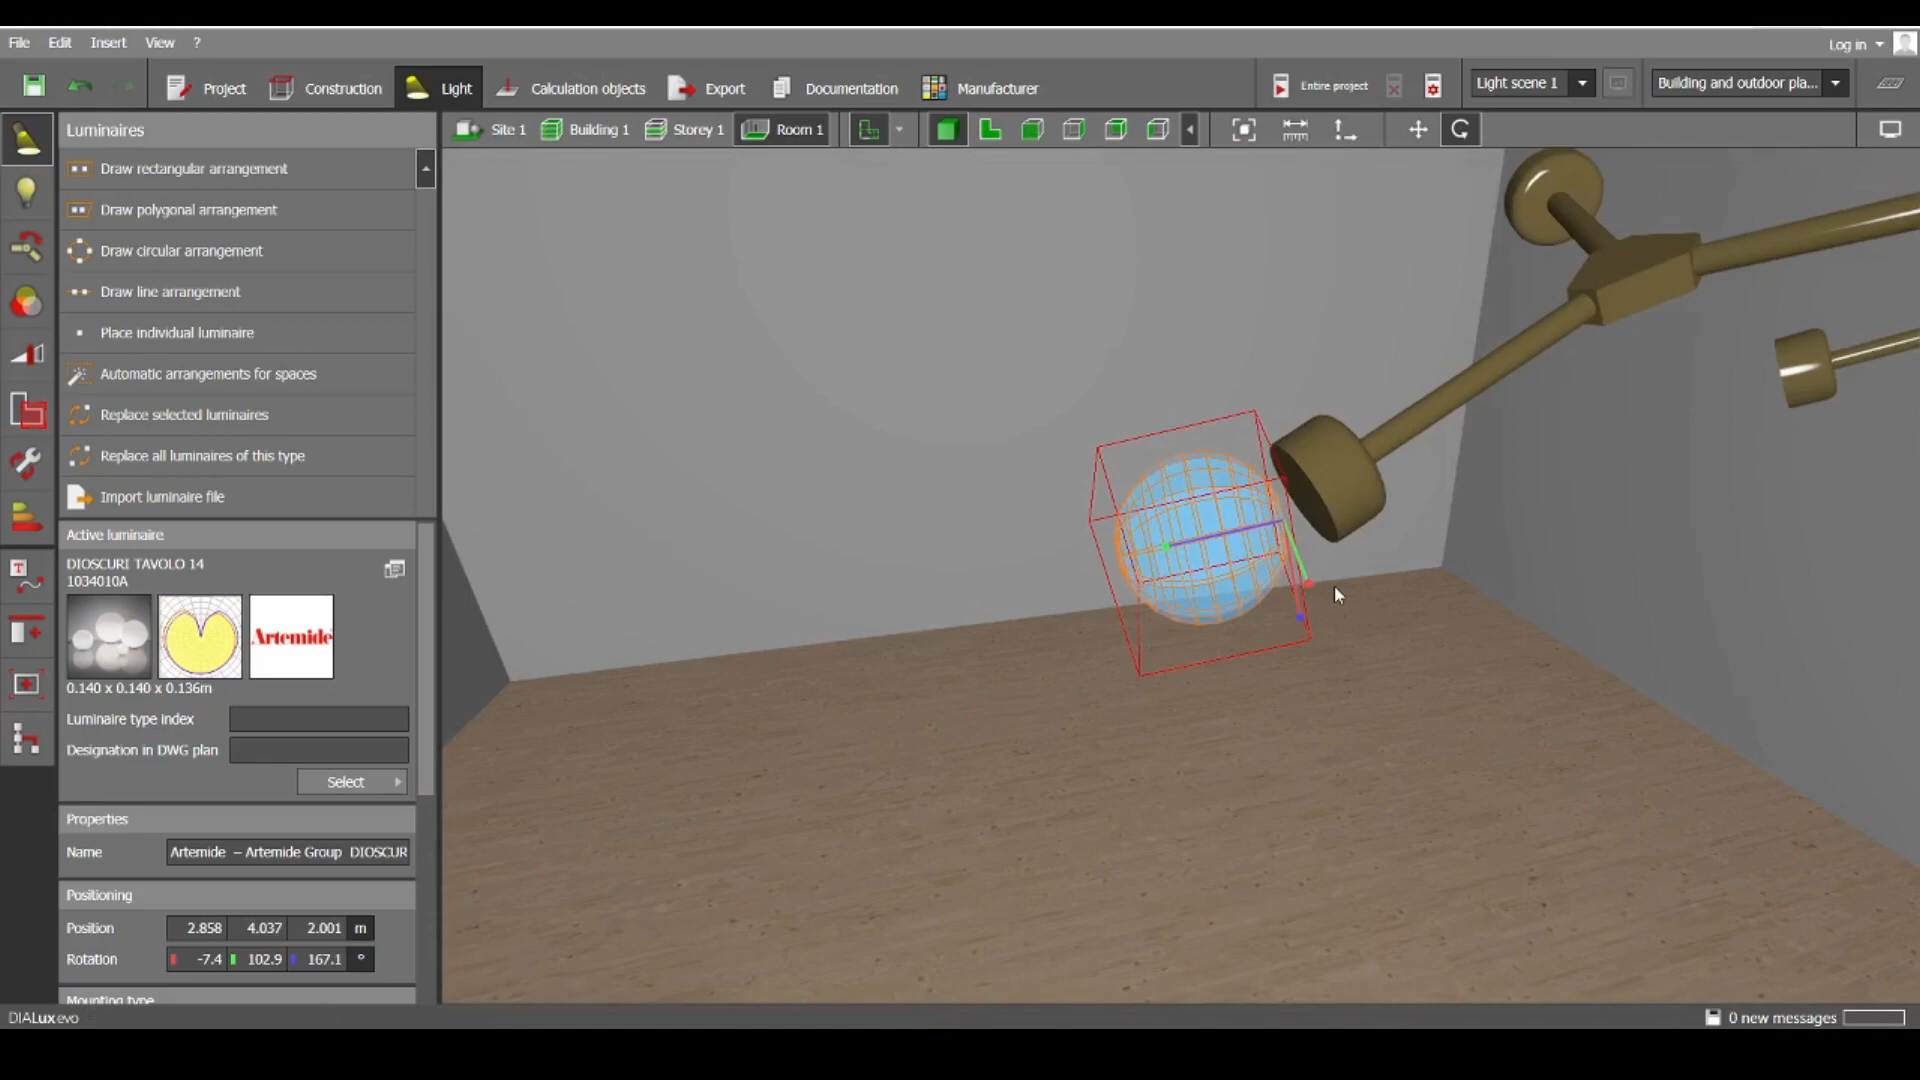 File Edit Insert View ?
Log in
Project Construction Light Calculation objects Export Documentation Manufacturer Entire project Light scene 1 Building and outdoor pla...
Luminaires
Site 1 Building 1 Storey 1 Room 1
Draw rectangular arrangement
Draw polygonal arrangement
Draw circular arrangement
Draw line arrangement
Place individual luminaire
Automatic arrangements for spaces
Replace selected luminaires
Replace all luminaires of this type
Import luminaire file
Active luminaire
DIOSCURI TAVOLO 14
1034010A
Artemide
0.140 x 0.140 x 0.136m
Luminaire type index
Designation in DWG plan
Select
Properties
Name Artemide – Artemide Group DIOSCUR
Positioning
Position 2.858 4.037 2.001 m
Rotation -7.4 102.9 167.1 °
Mounting type
DIALux evo
0 new messages